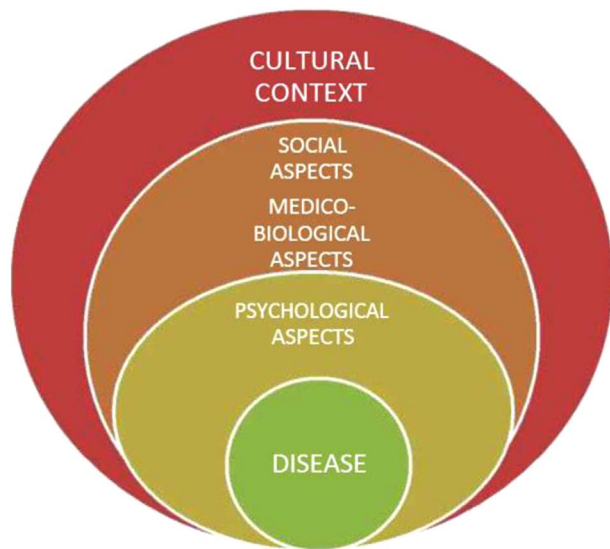 CULTURAL
CONTEXT
SOCIAL
ASPECTS
MEDICO-
BIOLOGICAL
ASPECTS
PSYCHOLOGICAL
ASPECTS
DISEASE